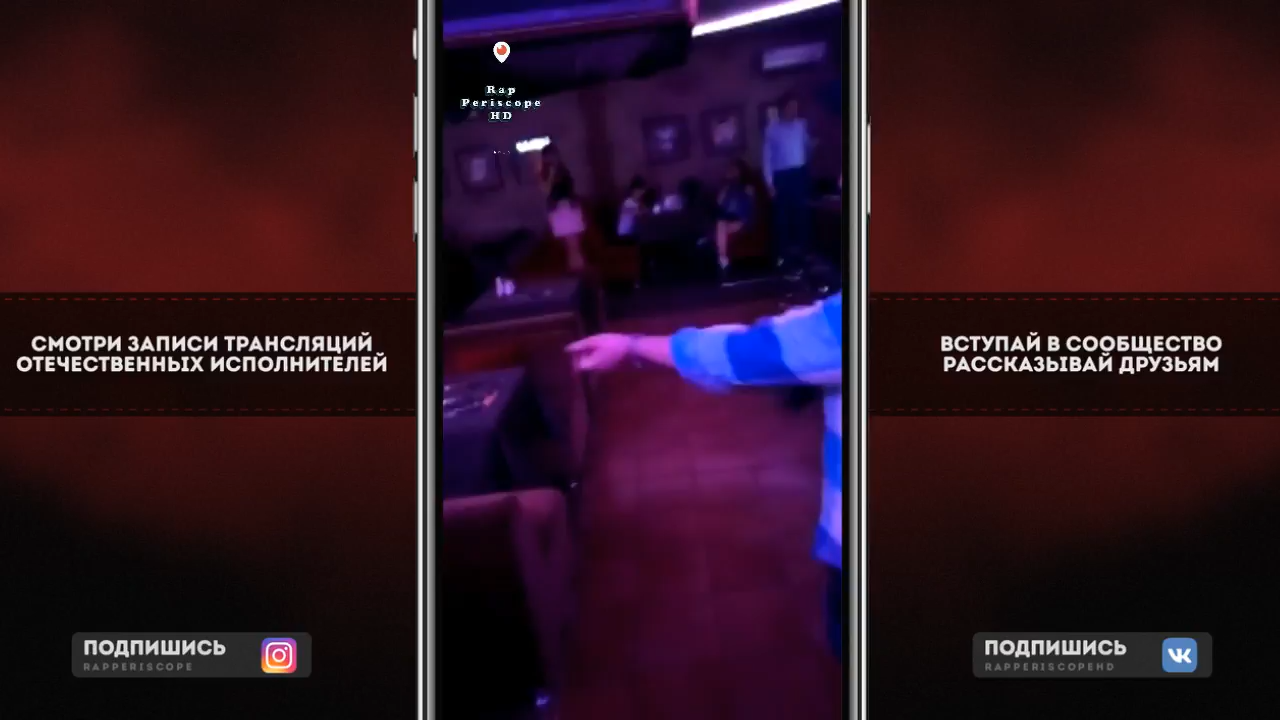 Rap
Periscope
HD
СМОТРИ ЗАПИСИ ТРАНСЛЯЦИЙ
ОТЕЧЕСТВЕННЫХ ИСПОЛНИТЕЛЕЙ
ВСТУПАЙ В СООБЩЕСТВО
РАССКАЗЫВАЙ ДРУЗЬЯМ
ПОДПИШИСЬ
RAPPERISCOPE
ПОДПИШИСЬ
RAPPERISCOPEHD